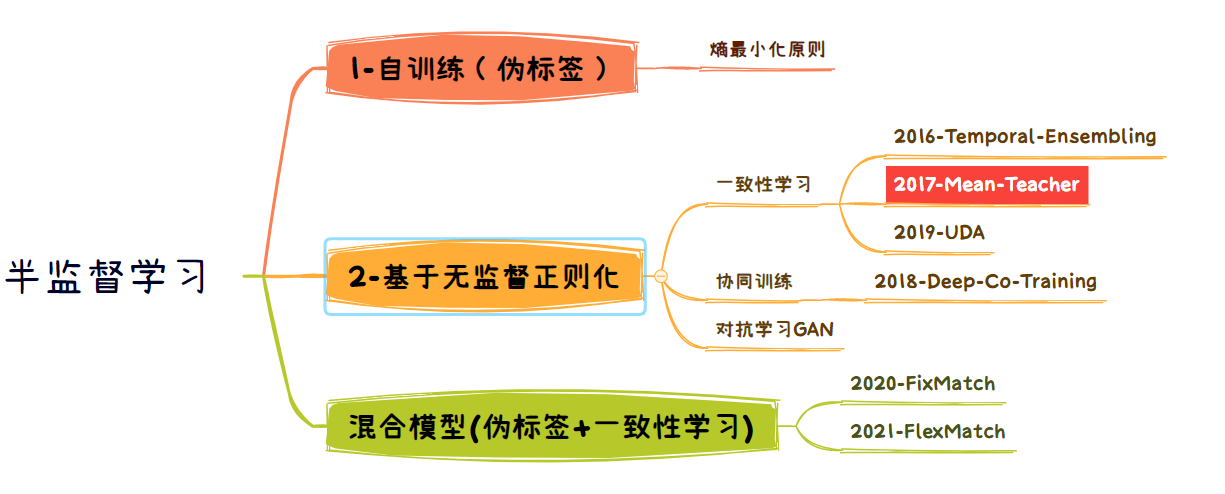 半监督学习
1-自训练（伪标签）
熵最小化原则
2-基于无监督正则化
一致性学习
2016-Temporal-Ensembling
2017-Mean-Teacher
2019-UDA
协同训练
2018-Deep-Co-Training
对抗学习GAN
混合模型(伪标签+一致性学习)
2020-FixMatch
2021-FlexMatch